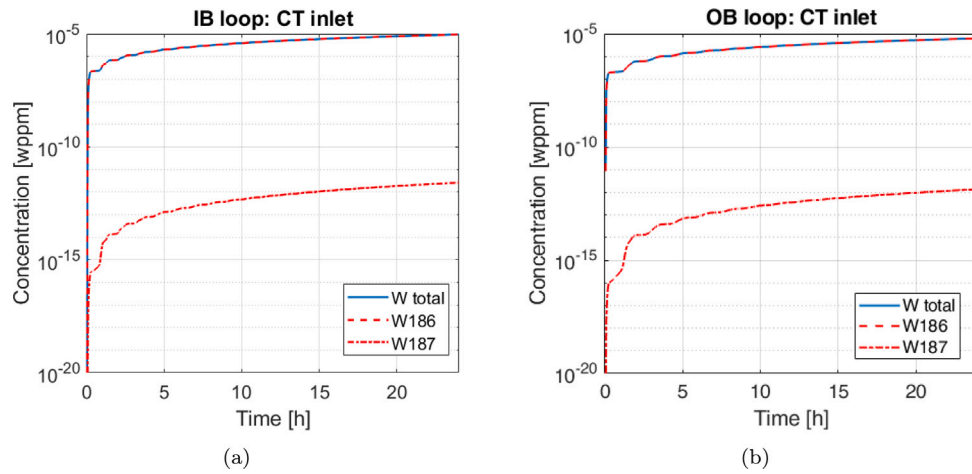 IB loop: CT inlet
Concentration [wppm]
10^-5
10^-10
10^-15
10^-20
W total
W186
W187
0 5 10 15 20
Time [h]
(a)
OB loop: CT inlet
Concentration [wppm]
10^-5
10^-10
10^-15
10^-20
W total
W186
W187
0 5 10 15 20
Time [h]
(b)